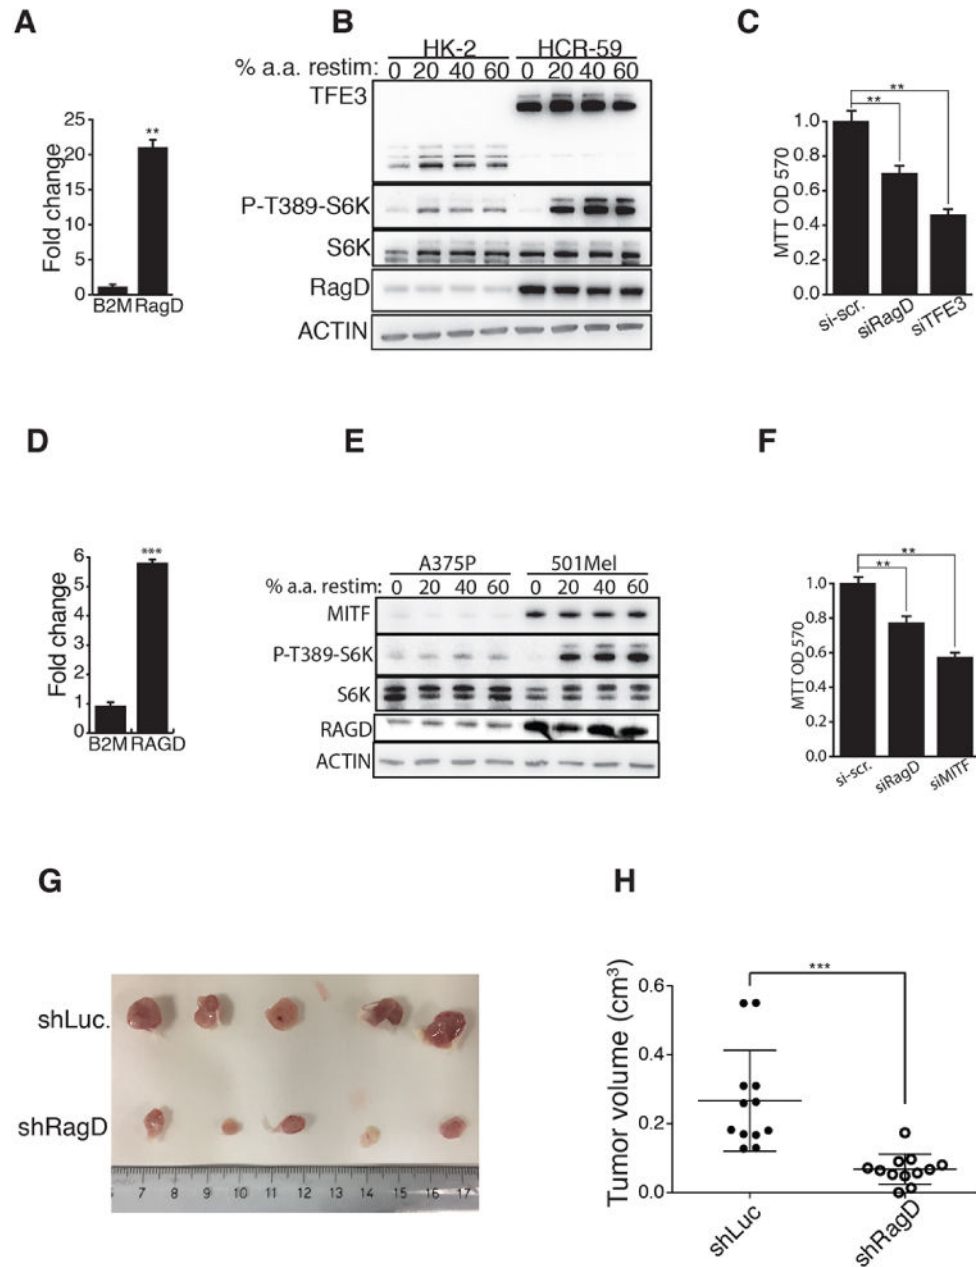 A
Fold change
25
20
15
10
5
0
**
B2M RagD
B
HK-2 HCR-59
% a.a. restim: 0 20 40 60 0 20 40 60
TFE3
P-T389-S6K
S6K
RagD
ACTIN
C
MTT OD 570
1.0
0.8
0.6
0.4
0.2
0.0
**
**
si-scr. siRagD siTFE3
D
Fold change
6
5
4
3
2
1
0
***
B2M RAGD
E
A375P 501Mel
% a.a. restim: 0 20 40 60 0 20 40 60
MITF
P-T389-S6K
S6K
RAGD
ACTIN
F
MTT OD 570
1.0
0.8
0.6
0.4
0.2
0.0
**
**
si-scr. siRagD siMITF
G
shLuc.
shRagD
7 8 9 10 11 12 13 14 15 16 17
H
Tumor volume (cm³)
0.6
0.4
0.2
0.0
***
shLuc shRagD